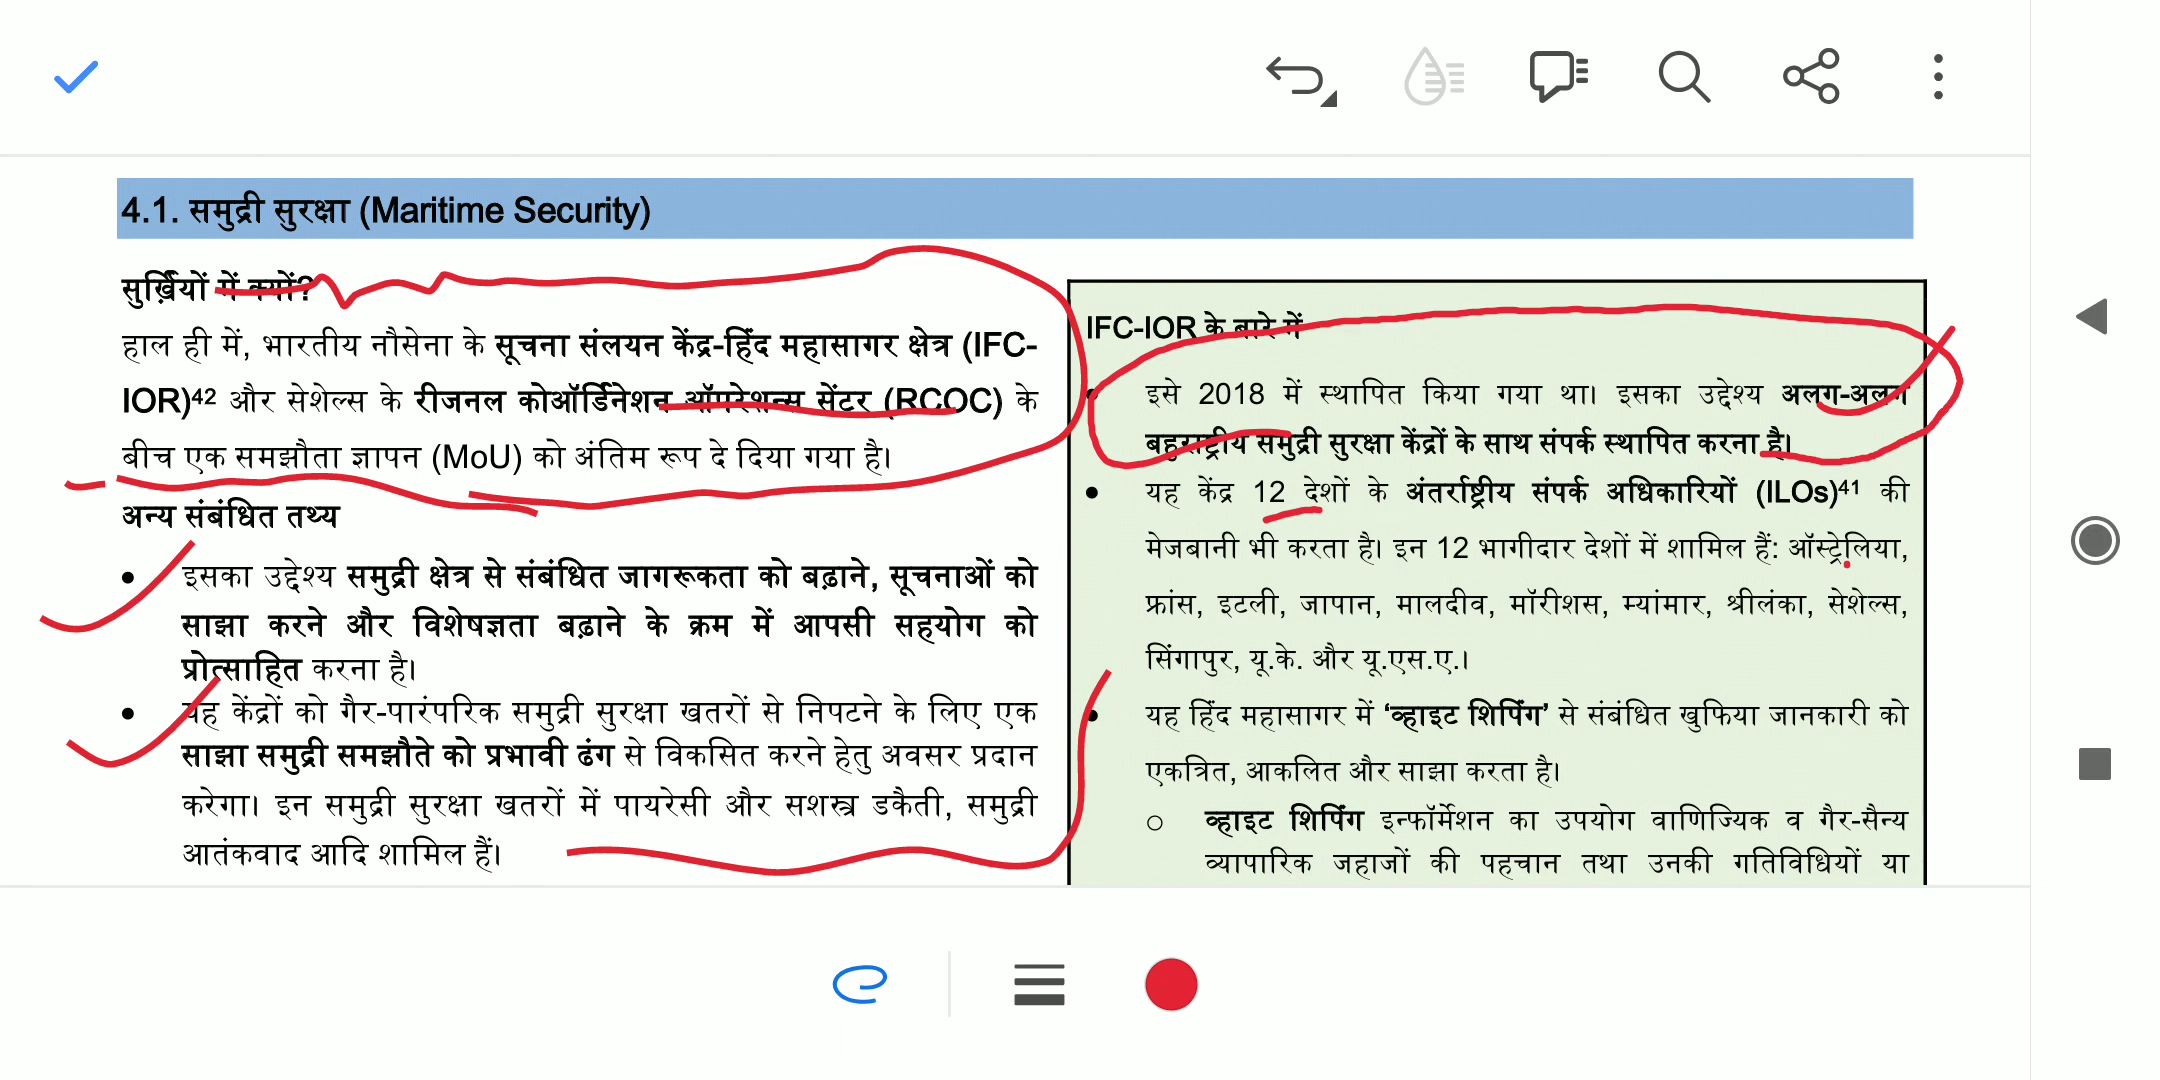 4.1. समुद्री सुरक्षा (Maritime Security)
सुर्ख़ियों में क्यों?
हाल ही में, भारतीय नौसेना के सूचना संलयन केंद्र-हिंद महासागर क्षेत्र (IFC-
IOR)42 और सेशेल्स के रीजनल कोऑर्डिनेशन ऑपरेशन्स सेंटर (RCOC) के
बीच एक समझौता ज्ञापन (MoU) को अंतिम रूप दे दिया गया है।
अन्य संबंधित तथ्य
• इसका उद्देश्य समुद्री क्षेत्र से संबंधित जागरूकता को बढ़ाने, सूचनाओं को
साझा करने और विशेषज्ञता बढ़ाने के क्रम में आपसी सहयोग को
प्रोत्साहित करना है।
• यह केंद्रों को गैर-पारंपरिक समुद्री सुरक्षा खतरों से निपटने के लिए एक
साझा समुद्री समझौते को प्रभावी ढंग से विकसित करने हेतु अवसर प्रदान
करेगा। इन समुद्री सुरक्षा खतरों में पायरेसी और सशस्त्र डकैती, समुद्री
आतंकवाद आदि शामिल हैं।
IFC-IOR के बारे में
• इसे 2018 में स्थापित किया गया था। इसका उद्देश्य अलग-अलग
बहुराष्ट्रीय समुद्री सुरक्षा केंद्रों के साथ संपर्क स्थापित करना है।
• यह केंद्र 12 देशों के अंतर्राष्ट्रीय संपर्क अधिकारियों (ILOs)41 की
मेजबानी भी करता है। इन 12 भागीदार देशों में शामिल हैं: ऑस्ट्रेलिया,
फ्रांस, इटली, जापान, मालदीव, मॉरीशस, म्यांमार, श्रीलंका, सेशेल्स,
सिंगापुर, यू.के. और यू.एस.ए.।
• यह हिंद महासागर में 'व्हाइट शिपिंग' से संबंधित खुफिया जानकारी को
एकत्रित, आकलित और साझा करता है।
○ व्हाइट शिपिंग इन्फॉर्मेशन का उपयोग वाणिज्यिक व गैर-सैन्य
व्यापारिक जहाजों की पहचान तथा उनकी गतिविधियों या